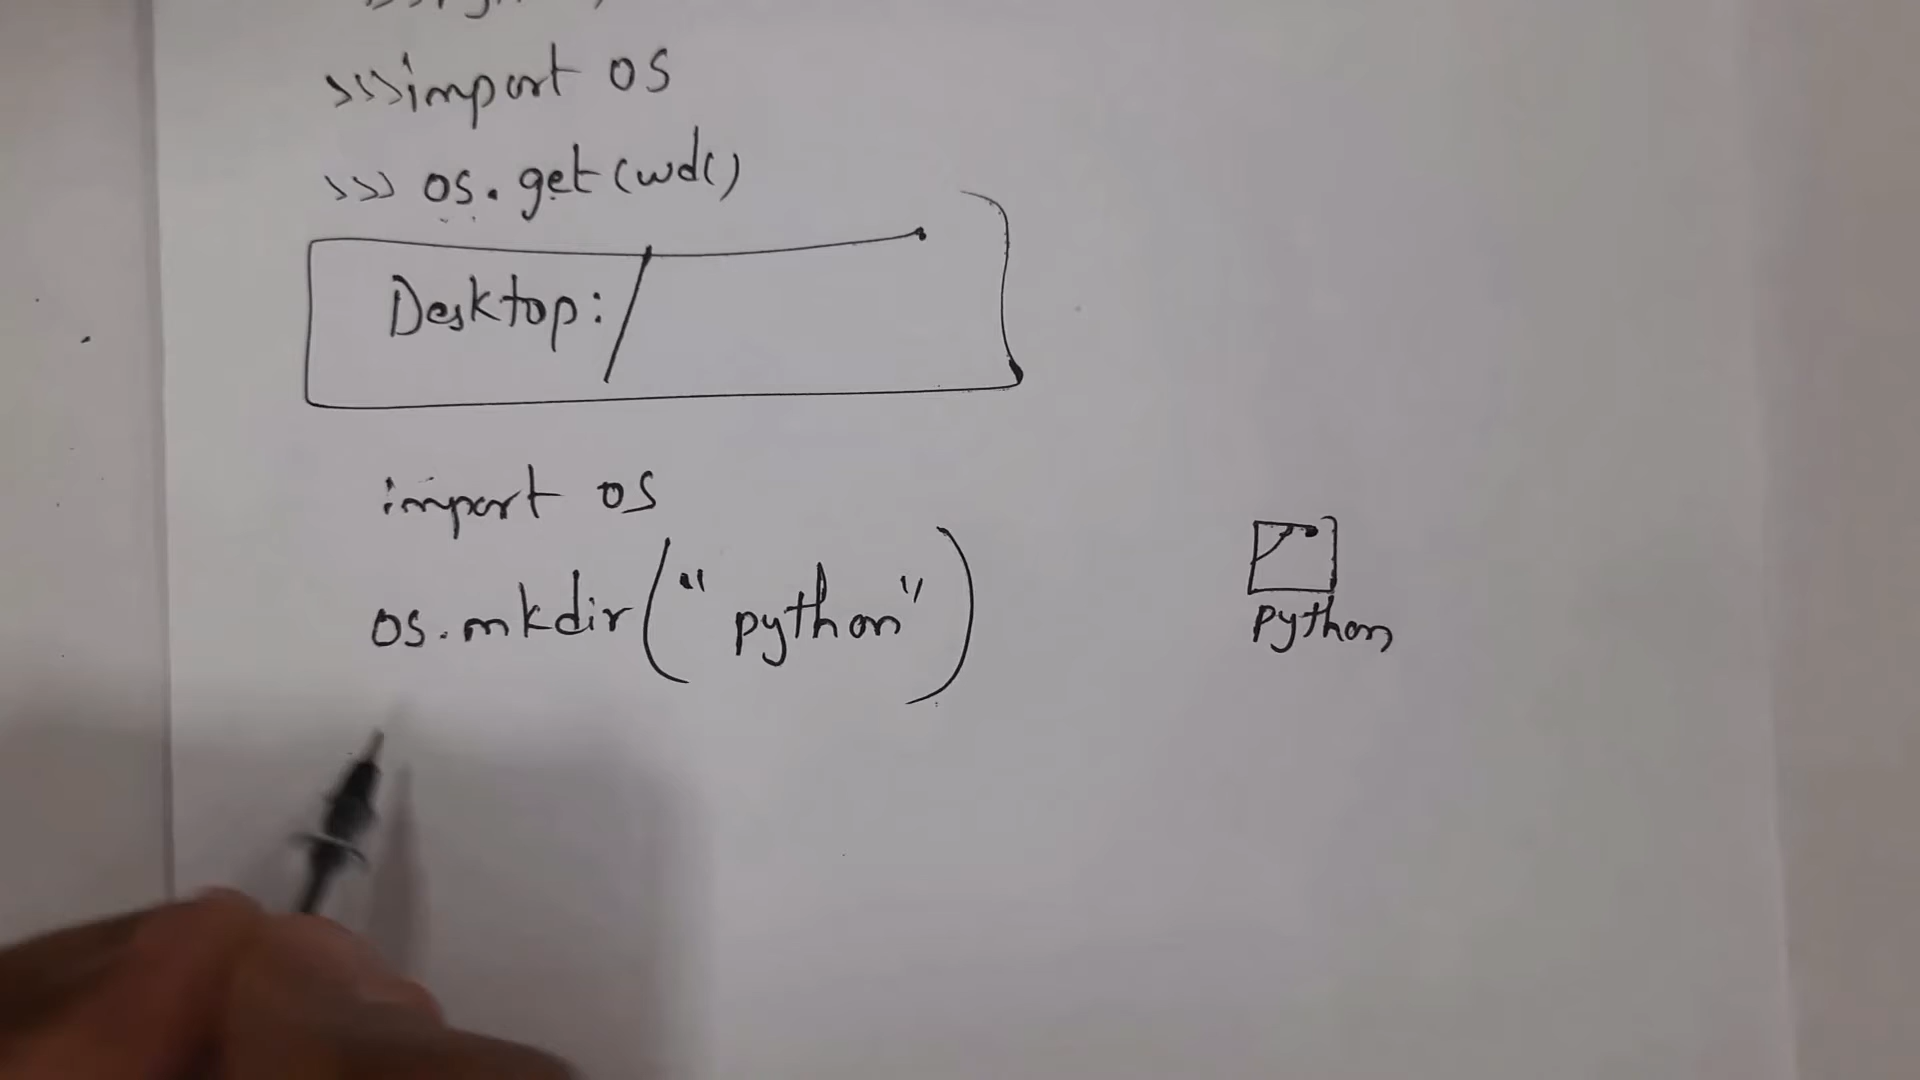 >>>import os
>>> os.getcwd()
Desktop:/
import os
os.mkdir("python")
python